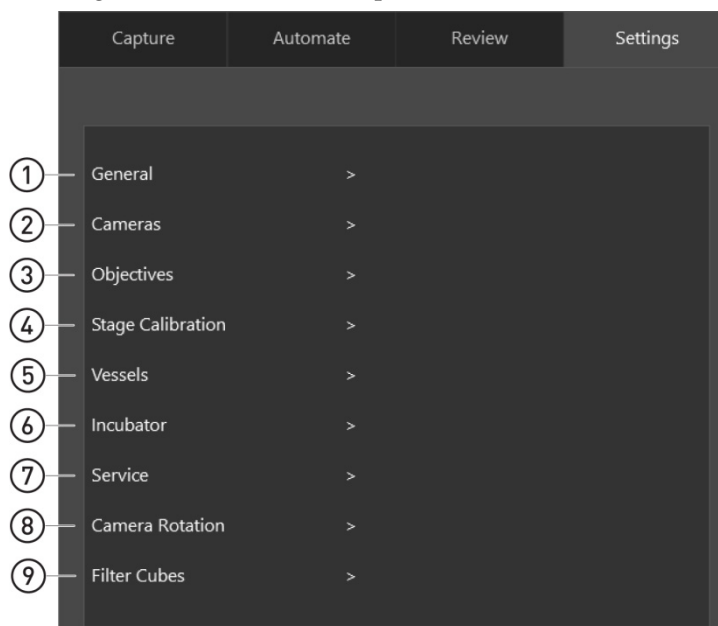 Capture Automate Review Settings
1 General >
2 Cameras >
3 Objectives >
4 Stage Calibration >
5 Vessels >
6 Incubator >
7 Service >
8 Camera Rotation >
9 Filter Cubes >